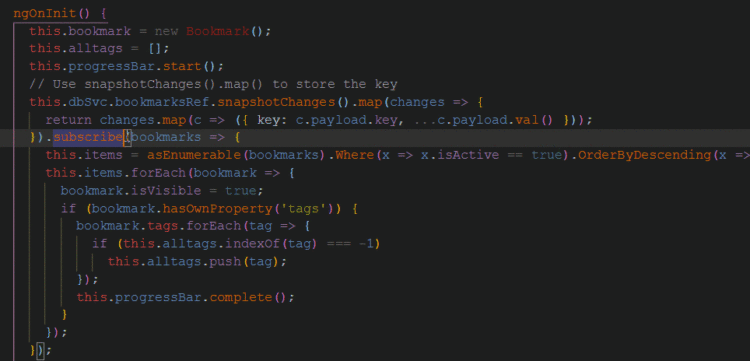 ngOnInit() {
this.bookmark = new Bookmark();
this.alltags = [];
this.progressBar.start();
// Use snapshotChanges().map() to store the key
this.dbSvc.bookmarksRef.snapshotChanges().map(changes => {
return changes.map(c => ({ key: c.payload.key, ...c.payload.val() }));
}).subscribe(bookmarks => {
this.items = asEnumerable(bookmarks).Where(x => x.isActive == true).OrderByDescending(x =>
this.items.forEach(bookmark => {
bookmark.isVisible = true;
if (bookmark.hasOwnProperty('tags')) {
bookmark.tags.forEach(tag => {
if (this.alltags.indexOf(tag) === -1)
this.alltags.push(tag);
});
this.progressBar.complete();
}
});
});